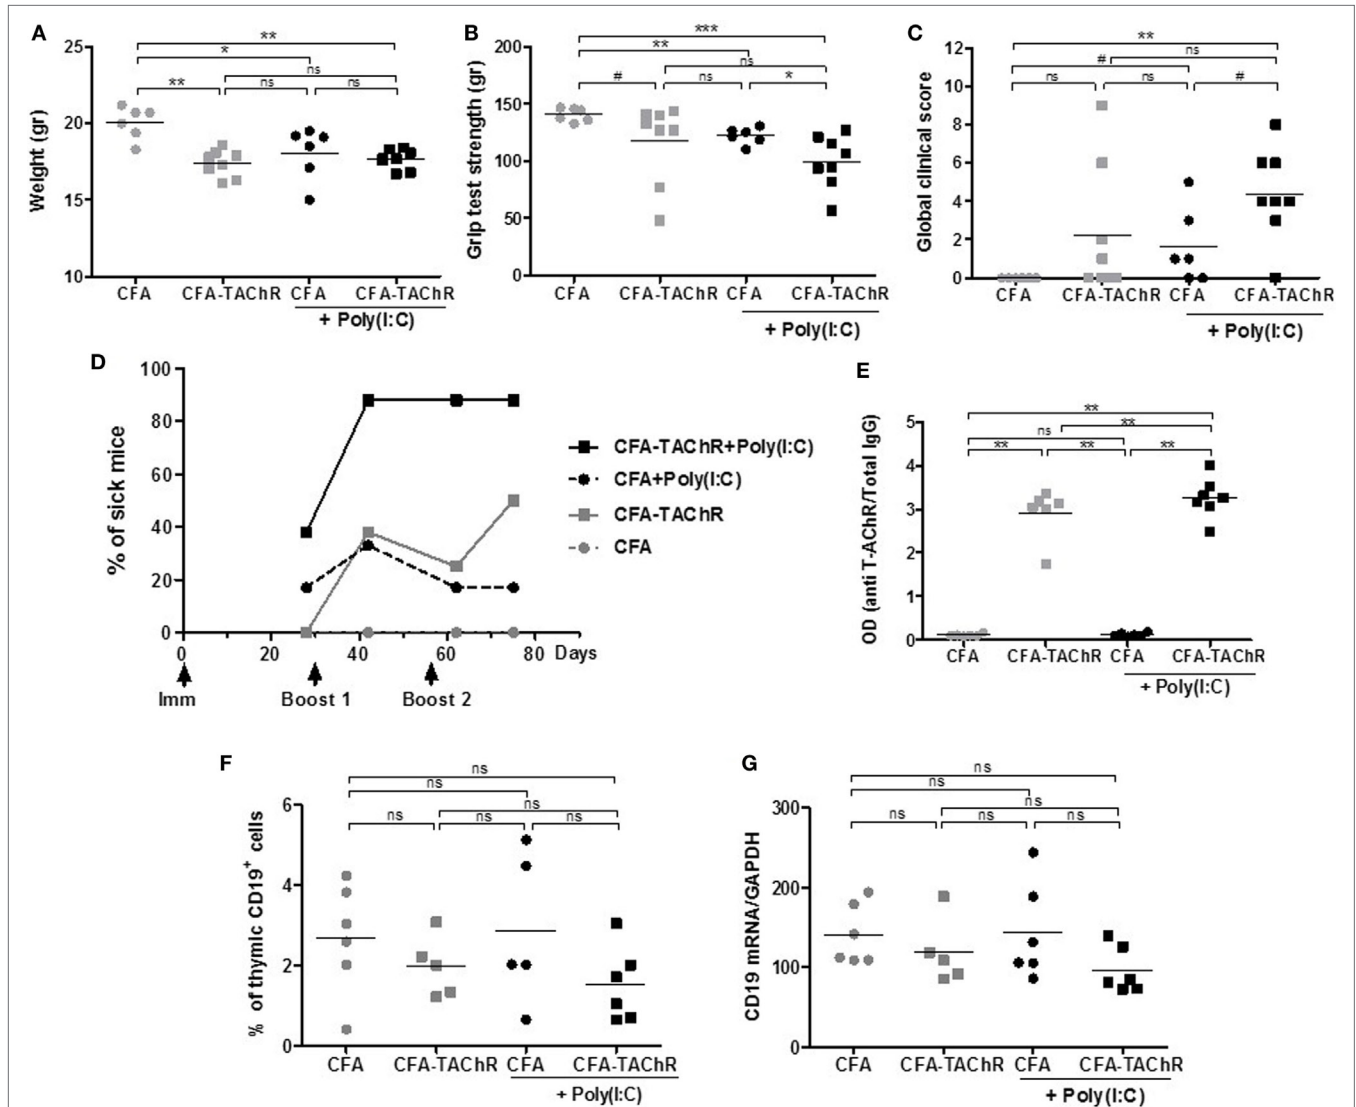 A
Weight (gr)
25
20
15
10
**
*
ns
**
ns
ns
CFA
CFA-TAChR
CFA
CFA-TAChR
+ Poly(I:C)
B
Grip test strength (gr)
200
150
100
50
0
***
**
ns
#
ns
*
CFA
CFA-TAChR
CFA
CFA-TAChR
+ Poly(I:C)
C
Global clinical score
12
10
8
6
4
2
0
**
ns
#
ns
ns
#
CFA
CFA-TAChR
CFA
CFA-TAChR
+ Poly(I:C)
D
% of sick mice
100
80
60
40
20
0
0
20
40
60
80
Days
Imm
Boost 1
Boost 2
CFA-TAChR+Poly(I:C)
CFA+Poly(I:C)
CFA-TAChR
CFA
E
OD (anti T-AChR/Total IgG)
5
4
3
2
1
0
**
**
ns
**
**
**
CFA
CFA-TAChR
CFA
CFA-TAChR
+ Poly(I:C)
F
% of thymic CD19+ cells
6
4
2
0
ns
ns
ns
ns
ns
ns
CFA
CFA-TAChR
CFA
CFA-TAChR
+ Poly(I:C)
G
CD19 mRNA/GAPDH
300
200
100
0
ns
ns
ns
ns
ns
ns
CFA
CFA-TAChR
CFA
CFA-TAChR
+ Poly(I:C)